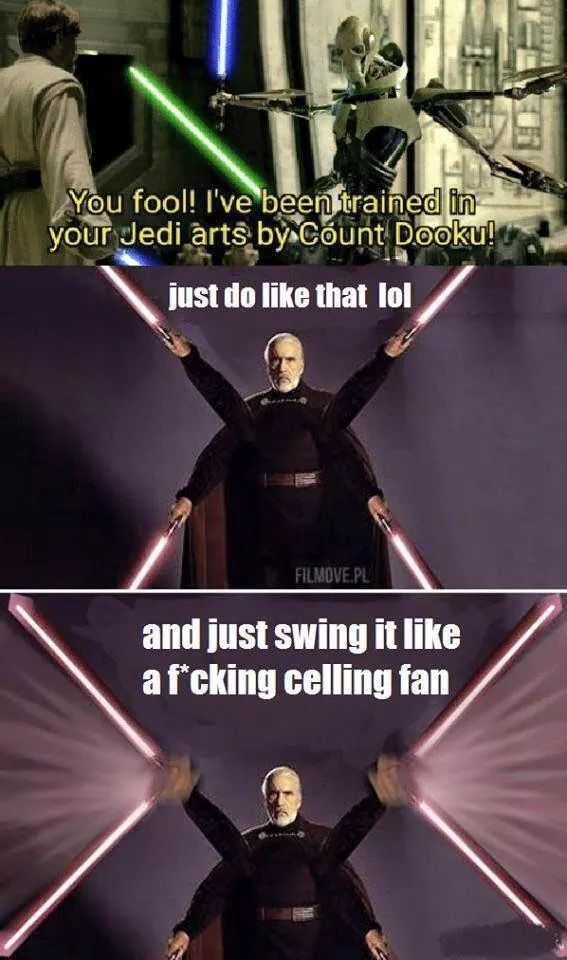 You fool! I've been trained in
your Jedi arts by Count Dooku!
just do like that lol
FILMOVE.PL
and just swing it like
a f*cking celling fan